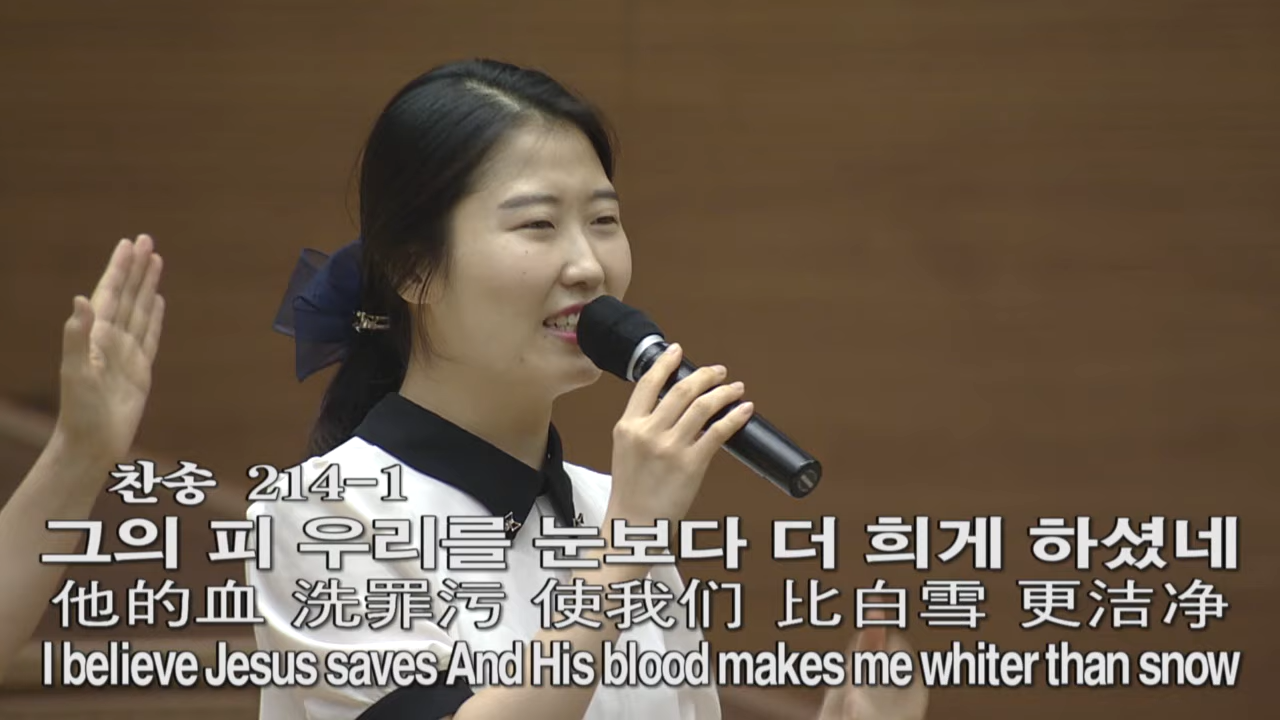 찬송 214-1
그의 피 우리를 눈보다 더 희게 하셨네
他的血 洗罪污 使我们 比白雪 更洁净
I believe Jesus saves And His blood makes me whiter than snow